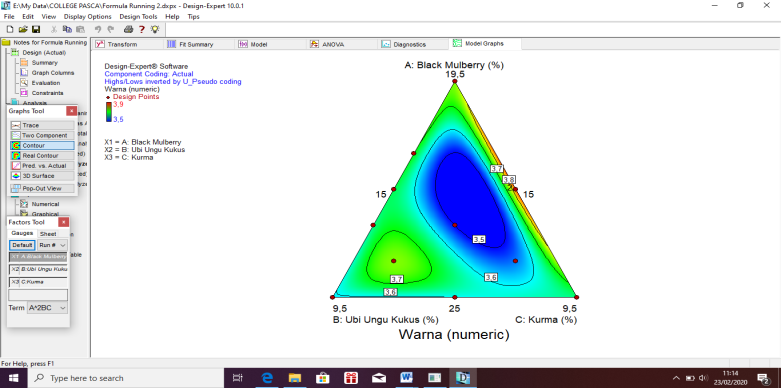 E:\My Data\COLLEGE PASCA\Formula Running 2.dxpx - Design-Expert 10.0.1
File Edit View Display Options Design Tools Help Tips
Notes for Formula Running
Design (Actual)
Summary
Graph Columns
Evaluation
Constraints
Analysis
Numerical
Graphical
Transform
Fit Summary
Model
ANOVA
Diagnostics
Model Graphs
Graphs Tool
Trace
Two Component
Contour
Real Contour
Pred. vs. Actual
3D Surface
Pop-Out View
Factors Tool
Gauges Sheet
Default Run #
X1 A:Black Mulberry
X2 B:Ubi Ungu Kuku
X3 C:Kurma
Term A*2BC
Design-Expert® Software
Component Coding: Actual
Highs/Lows inverted by U_Pseudo coding
Warna (numeric)
Design Points
3,9
3,5
X1 = A: Black Mulberry
X2 = B: Ubi Ungu Kukus
X3 = C: Kurma
A: Black Mulberry (%)
19,5
3,7
3,8
2
15
15
3,5
3,6
3,7
3,6
9,5
25
9,5
B: Ubi Ungu Kukus (%)
C: Kurma (%)
Warna (numeric)
For Help, press F1
Type here to search
11:14
23/02/2020